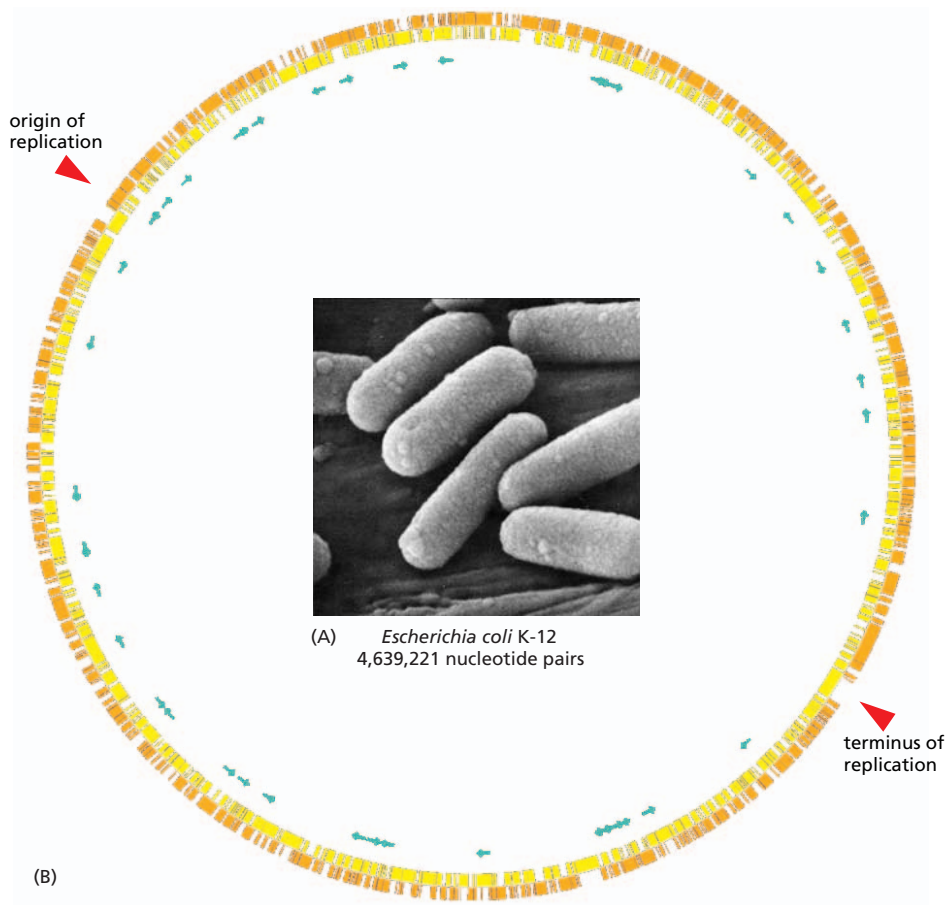 origin of
replication
(A) Escherichia coli K-12
4,639,221 nucleotide pairs
terminus of
replication
(B)